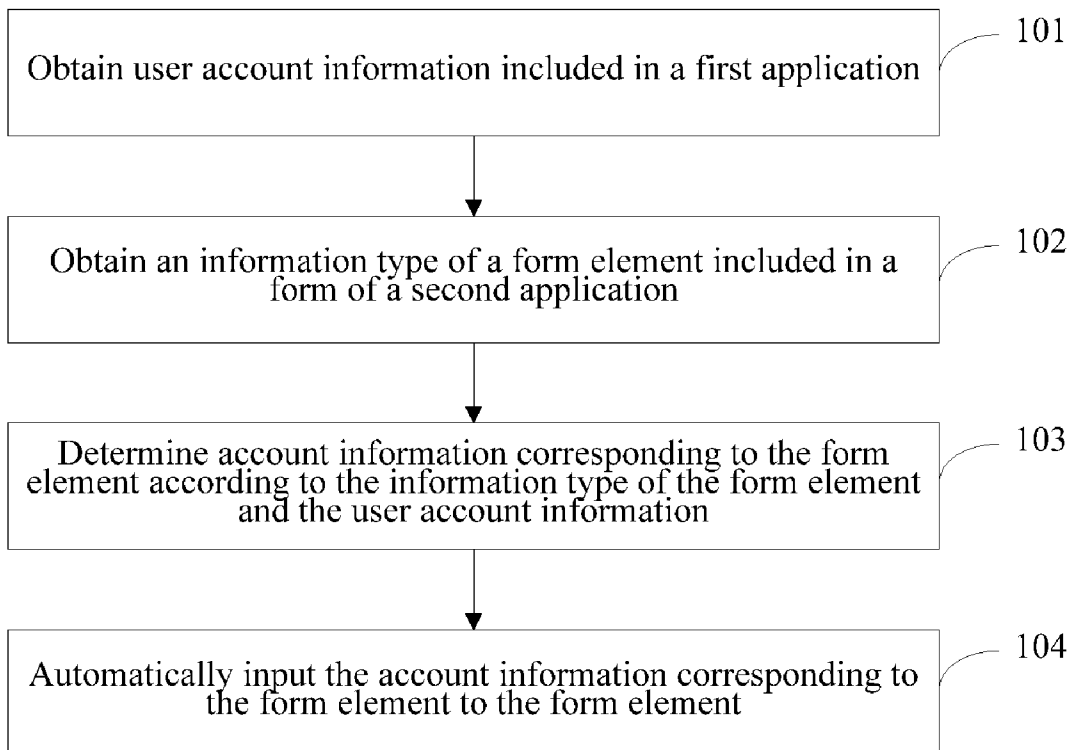 101
Obtain user account information included in a first application
102
Obtain an information type of a form element included in a
form of a second application
103
Determine account information corresponding to the form
element according to the information type of the form element
and the user account information
104
Automatically input the account information corresponding to
the form element to the form element